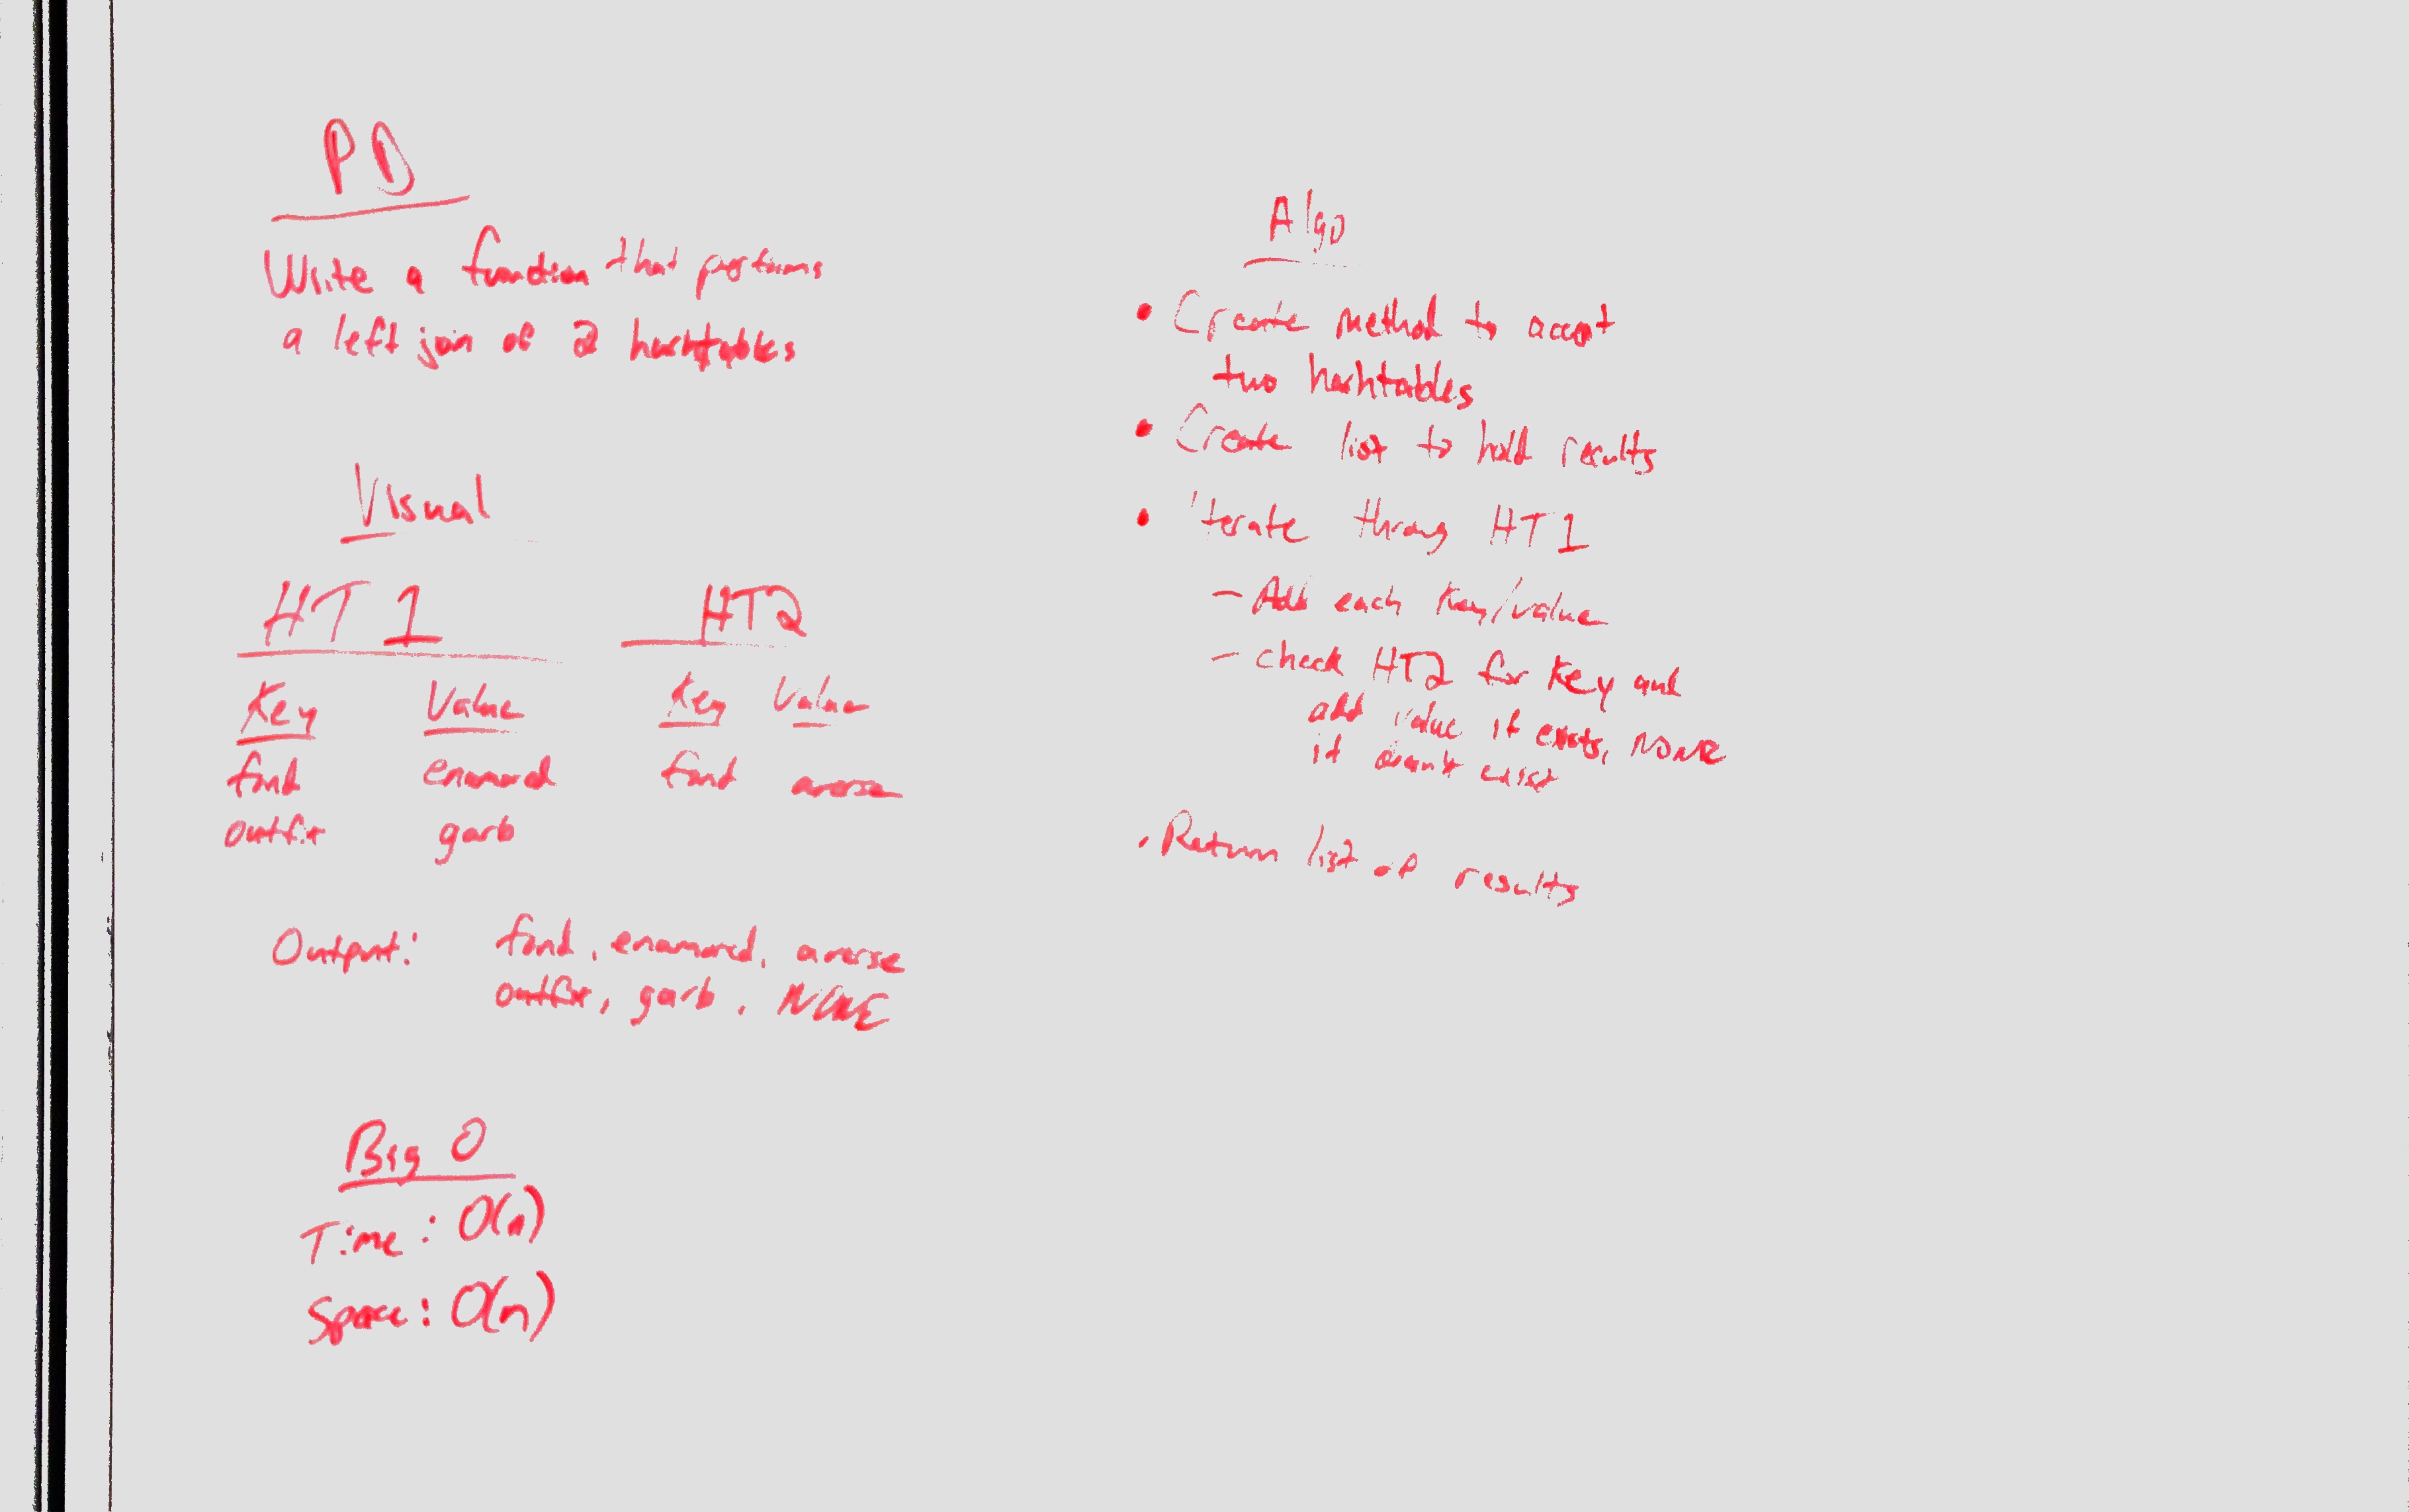 PD
Write a function that performs
a left join of 2 hashtables
Visual
HT 1 HT2
Key Value Key Value
fond enamored fond averse
outfit garb
Output: fond, enamored, averse
outfit, garb, NONE
Big O
Time: O(n)
Space: O(n)
Algo
• Create method to accept
two hashtables
• Create list to hold results
• iterate throug HT1
- Add each key/value
- check HT2 for key and
add value if exists, NONE
if doesn't exist
• Return list of results